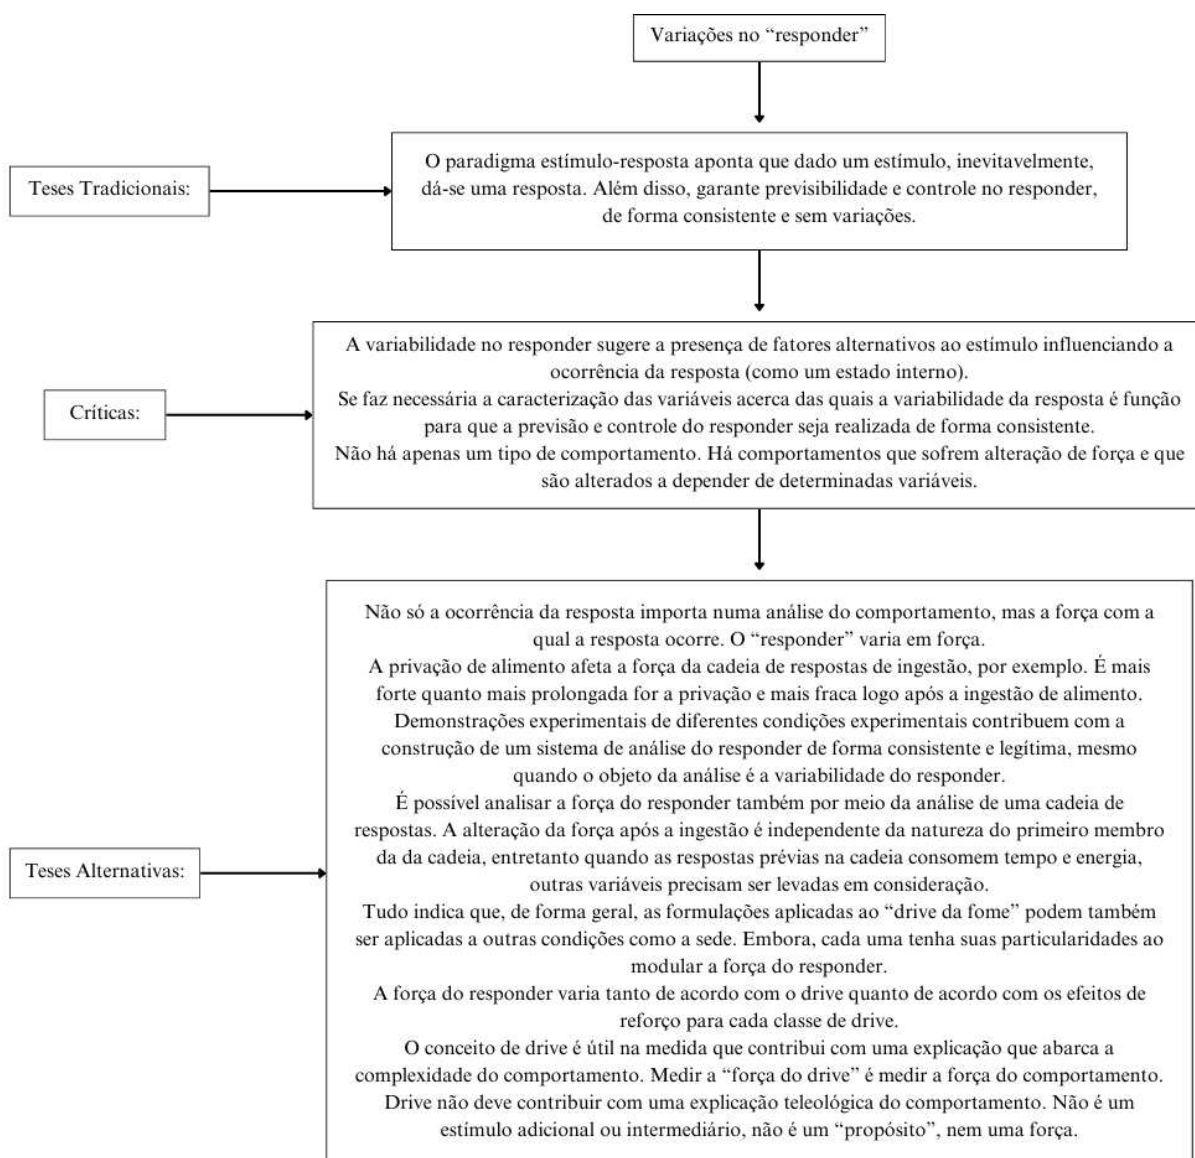 Variações no “responder”
Teses Tradicionais:
O paradigma estímulo-resposta aponta que dado um estímulo, inevitavelmente,
dá-se uma resposta. Além disso, garante previsibilidade e controle no responder,
de forma consistente e sem variações.
Críticas:
A variabilidade no responder sugere a presença de fatores alternativos ao estímulo influenciando a
ocorrência da resposta (como um estado interno).
Se faz necessária a caracterização das variáveis acerca das quais a variabilidade da resposta é função
para que a previsão e controle do responder seja realizada de forma consistente.
Não há apenas um tipo de comportamento. Há comportamentos que sofrem alteração de força e que
são alterados a depender de determinadas variáveis.
Teses Alternativas:
Não só a ocorrência da resposta importa numa análise do comportamento, mas a força com a
qual a resposta ocorre. O “responder” varia em força.
A privação de alimento afeta a força da cadeia de respostas de ingestão, por exemplo. É mais
forte quanto mais prolongada for a privação e mais fraca logo após a ingestão de alimento.
Demonstrações experimentais de diferentes condições experimentais contribuem com a
construção de um sistema de análise do responder de forma consistente e legítima, mesmo
quando o objeto da análise é a variabilidade do responder.
É possível analisar a força do responder também por meio da análise de uma cadeia de
respostas. A alteração da força após a ingestão é independente da natureza do primeiro membro
da da cadeia, entretanto quando as respostas prévias na cadeia consomem tempo e energia,
outras variáveis precisam ser levadas em consideração.
Tudo indica que, de forma geral, as formulações aplicadas ao “drive da fome” podem também
ser aplicadas a outras condições como a sede. Embora, cada uma tenha suas particularidades ao
modular a força do responder.
A força do responder varia tanto de acordo com o drive quanto de acordo com os efeitos de
reforço para cada classe de drive.
O conceito de drive é útil na medida que contribui com uma explicação que abarca a
complexidade do comportamento. Medir a “força do drive” é medir a força do comportamento.
Drive não deve contribuir com uma explicação teleológica do comportamento. Não é um
estímulo adicional ou intermediário, não é um “propósito”, nem uma força.